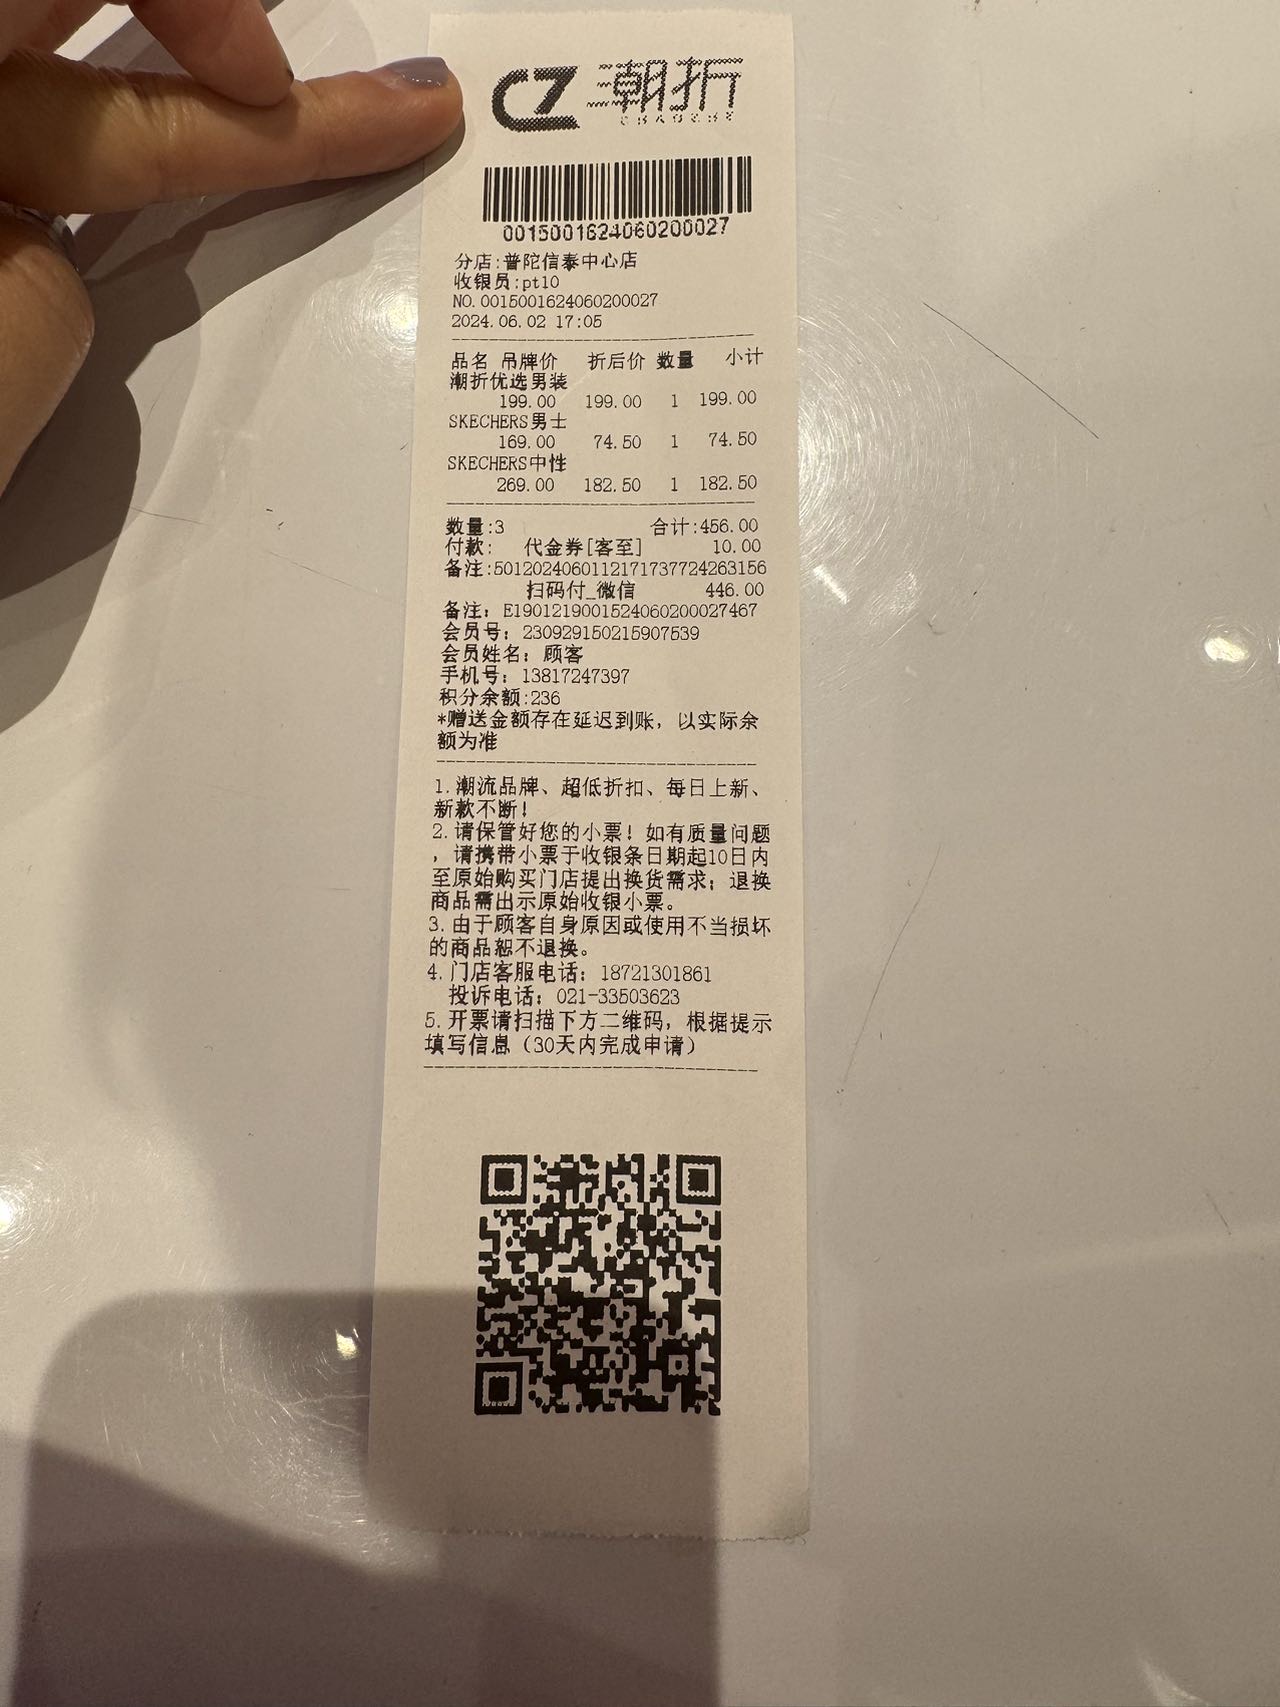 CZ 潮折
CHAOZHE
0015001624060200027
分店:普陀信泰中心店
收银员:pt10
NO.0015001624060200027
2024.06.02 17:05
品名 吊牌价 折后价 数量 小计
潮折优选男装
199.00 199.00 1 199.00
SKECHERS男士
169.00 74.50 1 74.50
SKECHERS中性
269.00 182.50 1 182.50
数量:3 合计:456.00
付款: 代金券[客至] 10.00
备注:5012024060112171737724263156
扫码付_微信 446.00
备注: E1901219001524060200027467
会员号: 230929150215907539
会员姓名: 顾客
手机号: 13817247397
积分余额:236
*赠送金额存在延迟到账, 以实际余
额为准
1.潮流品牌、超低折扣、每日上新、
新款不断!
2.请保管好您的小票! 如有质量问题
, 请携带小票于收银条日期起10日内
至原始购买门店提出换货需求; 退换
商品需出示原始收银小票。
3.由于顾客自身原因或使用不当损坏
的商品恕不退换。
4.门店客服电话: 18721301861
投诉电话: 021-33503623
5.开票请扫描下方二维码, 根据提示
填写信息 (30天内完成申请)